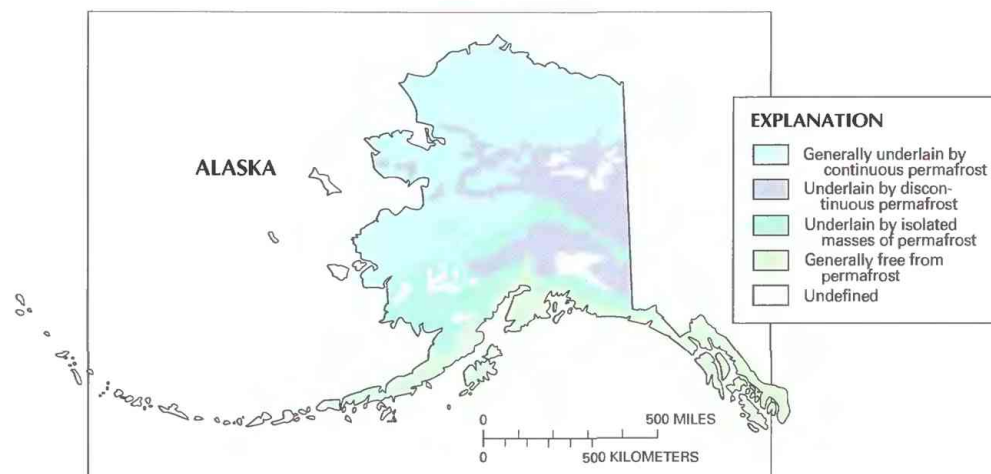 ALASKA
EXPLANATION
Generally underlain by
continuous permafrost
Underlain by discon-
tinuous permafrost
Underlain by isolated
masses of permafrost
Generally free from
permafrost
Undefined
0 500 MILES
0 500 KILOMETERS